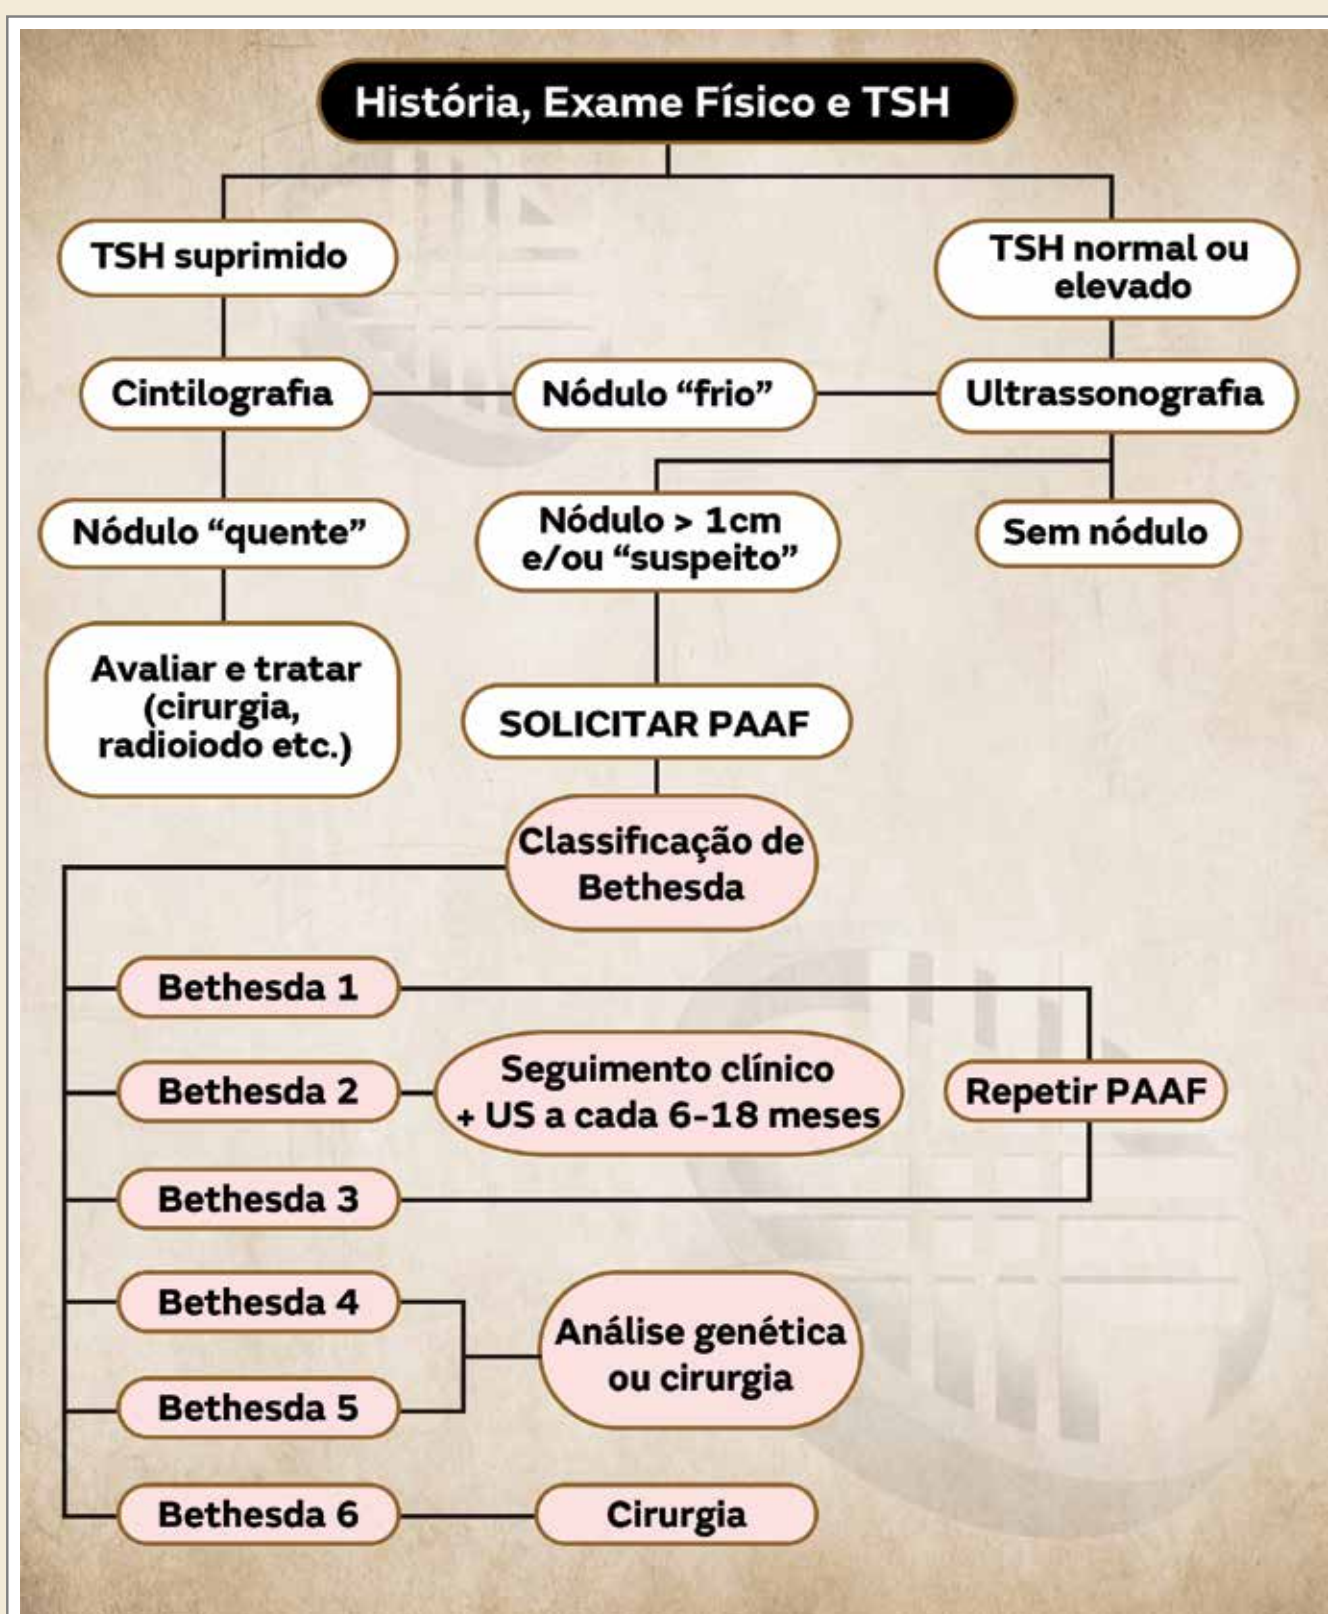 História, Exame Físico e TSH
TSH suprimido
TSH normal ou
elevado
Cintilografia
Nódulo “frio”
Ultrassonografia
Nódulo “quente”
Nódulo > 1cm
e/ou “suspeito”
Sem nódulo
Avaliar e tratar
(cirurgia,
radioiodo etc.)
SOLICITAR PAAF
Classificação de
Bethesda
Bethesda 1
Bethesda 2
Seguimento clínico
+ US a cada 6-18 meses
Repetir PAAF
Bethesda 3
Bethesda 4
Análise genética
ou cirurgia
Bethesda 5
Bethesda 6
Cirurgia